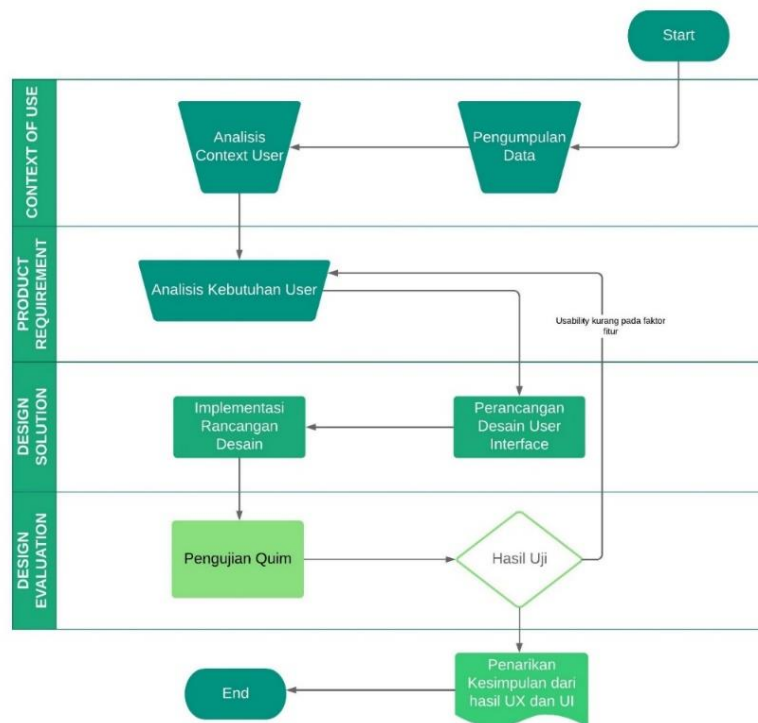 Start
CONTEXT OF USE
Analisis
Context User
Pengumpulan
Data
PRODUCT
REQUIREMENT
Analisis Kebutuhan User
Usability kurang pada faktor
fitur
DESIGN
SOLUTION
Implementasi
Rancangan
Desain
Perancangan
Desain User
Interface
DESIGN
EVALUATION
Pengujian Quim
Hasil Uji
End
Penarikan
Kesimpulan dari
hasil UX dan UI